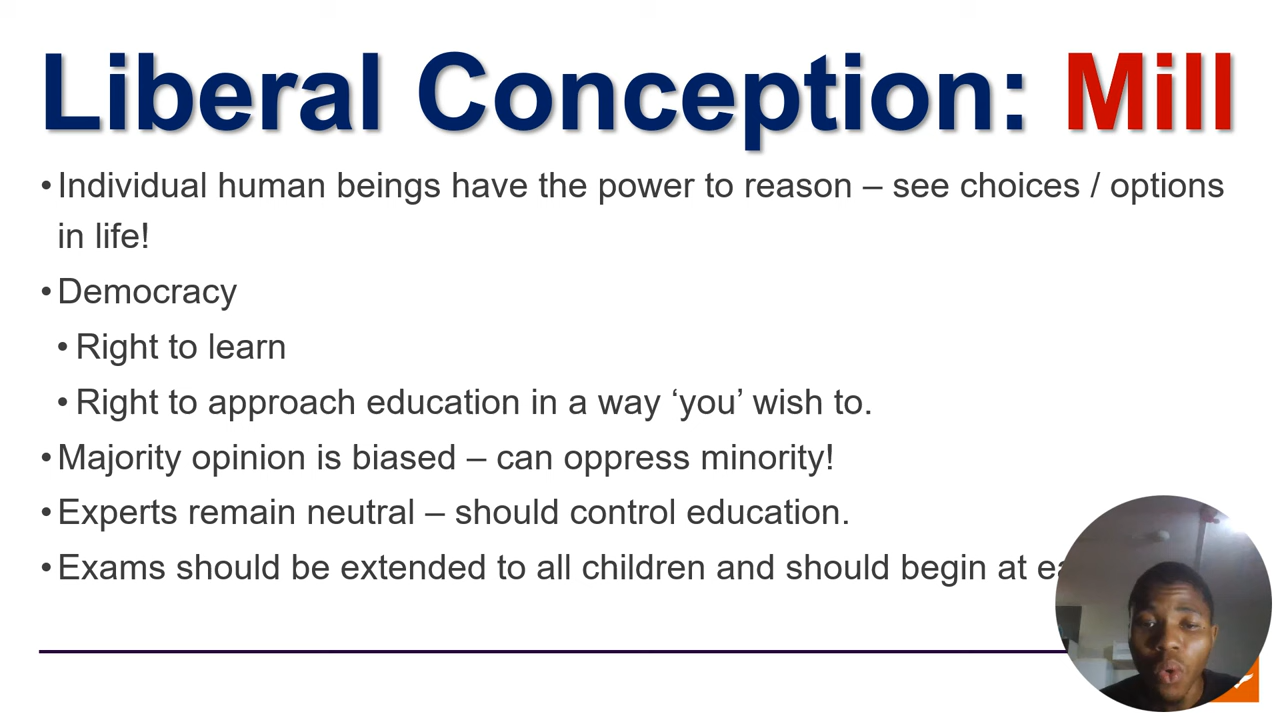 Liberal Conception: Mill
•Individual human beings have the power to reason – see choices / options
in life!
•Democracy
•Right to learn
•Right to approach education in a way ‘you’ wish to.
•Majority opinion is biased – can oppress minority!
•Experts remain neutral – should control education.
•Exams should be extended to all children and should begin at